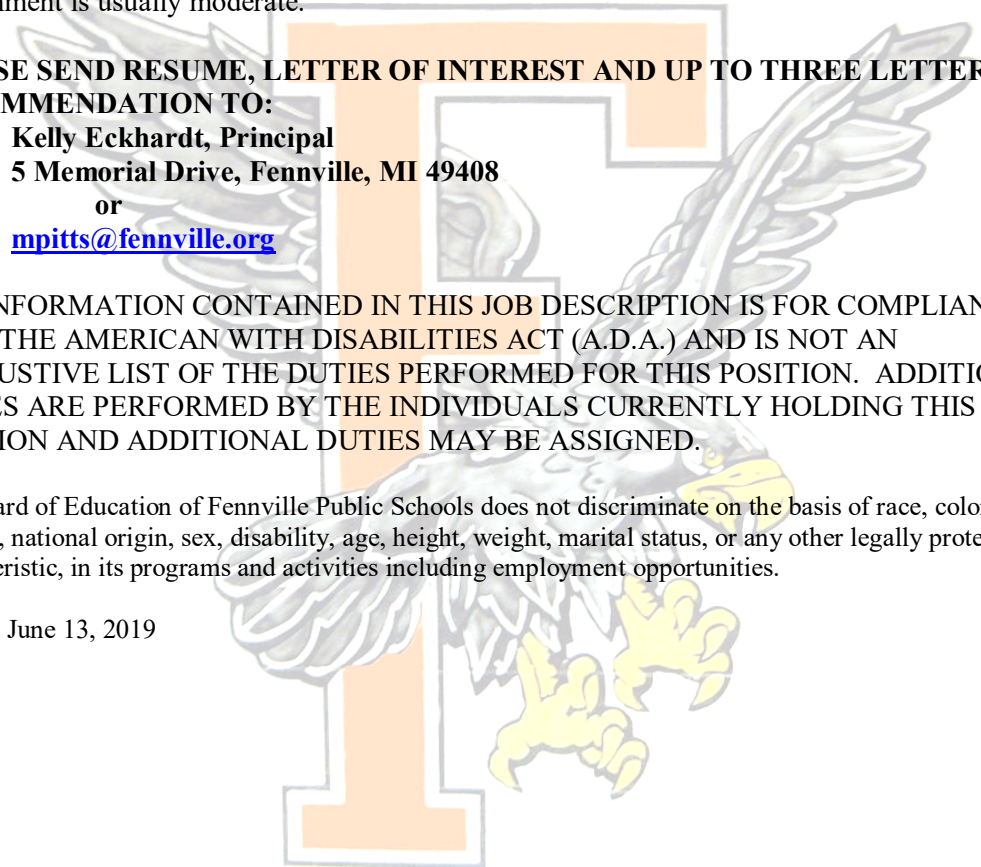 nment is usually moderate.
SE SEND RESUME, LETTER OF INTEREST AND UP TO THREE LETTER
MMENDATION TO:
Kelly Eckhardt, Principal
5 Memorial Drive, Fennville, MI 49408
or
mpitts@fennville.org
NFORMATION CONTAINED IN THIS JOB DESCRIPTION IS FOR COMPLIAN
THE AMERICAN WITH DISABILITIES ACT (A.D.A.) AND IS NOT AN
USTIVE LIST OF THE DUTIES PERFORMED FOR THIS POSITION.  ADDITIO
ES ARE PERFORMED BY THE INDIVIDUALS CURRENTLY HOLDING THIS
ION AND ADDITIONAL DUTIES MAY BE ASSIGNED.
ard of Education of Fennville Public Schools does not discriminate on the basis of race, color
, national origin, sex, disability, age, height, weight, marital status, or any other legally prote
eristic, in its programs and activities including employment opportunities.
June 13, 2019
F